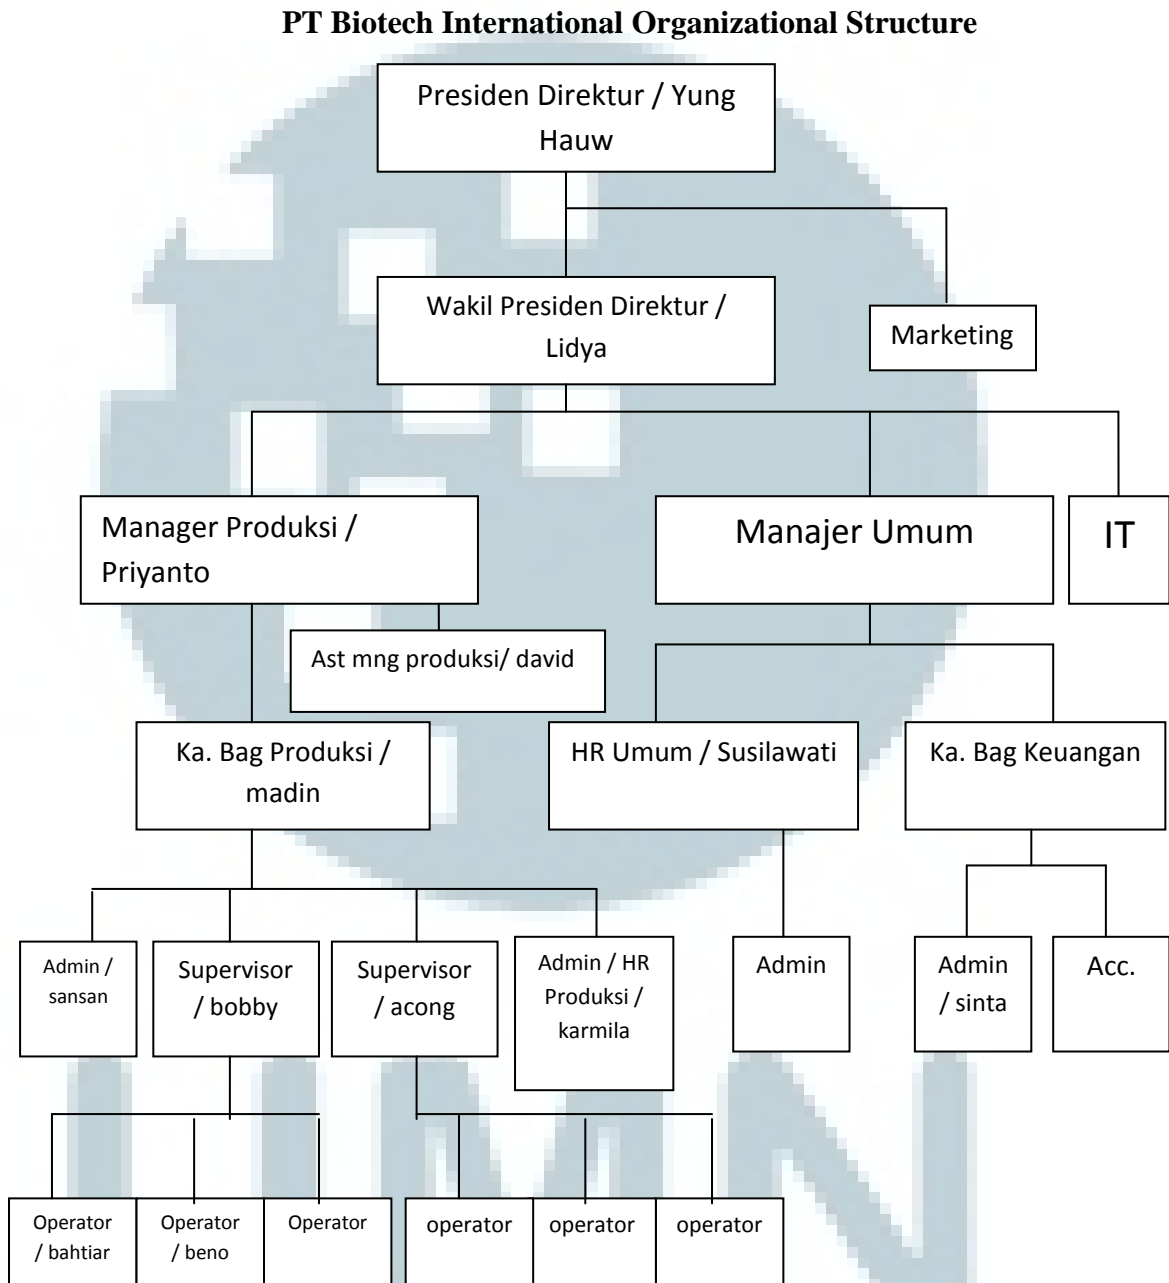 PT Biotech International Organizational Structure
Presiden Direktur / Yung
Hauw
Wakil Presiden Direktur /
Lidya
Marketing
Manager Produksi /
Priyanto
Manajer Umum
IT
Ast mng produksi/ david
Ka. Bag Produksi /
madin
HR Umum / Susilawati
Ka. Bag Keuangan
Admin /
sansan
Supervisor
/ bobby
Supervisor
/ acong
Admin / HR
Produksi /
karmila
Admin
Admin
/ sinta
Acc.
Operator
/ bahtiar
Operator
/ beno
Operator
operator
operator
operator
UMN